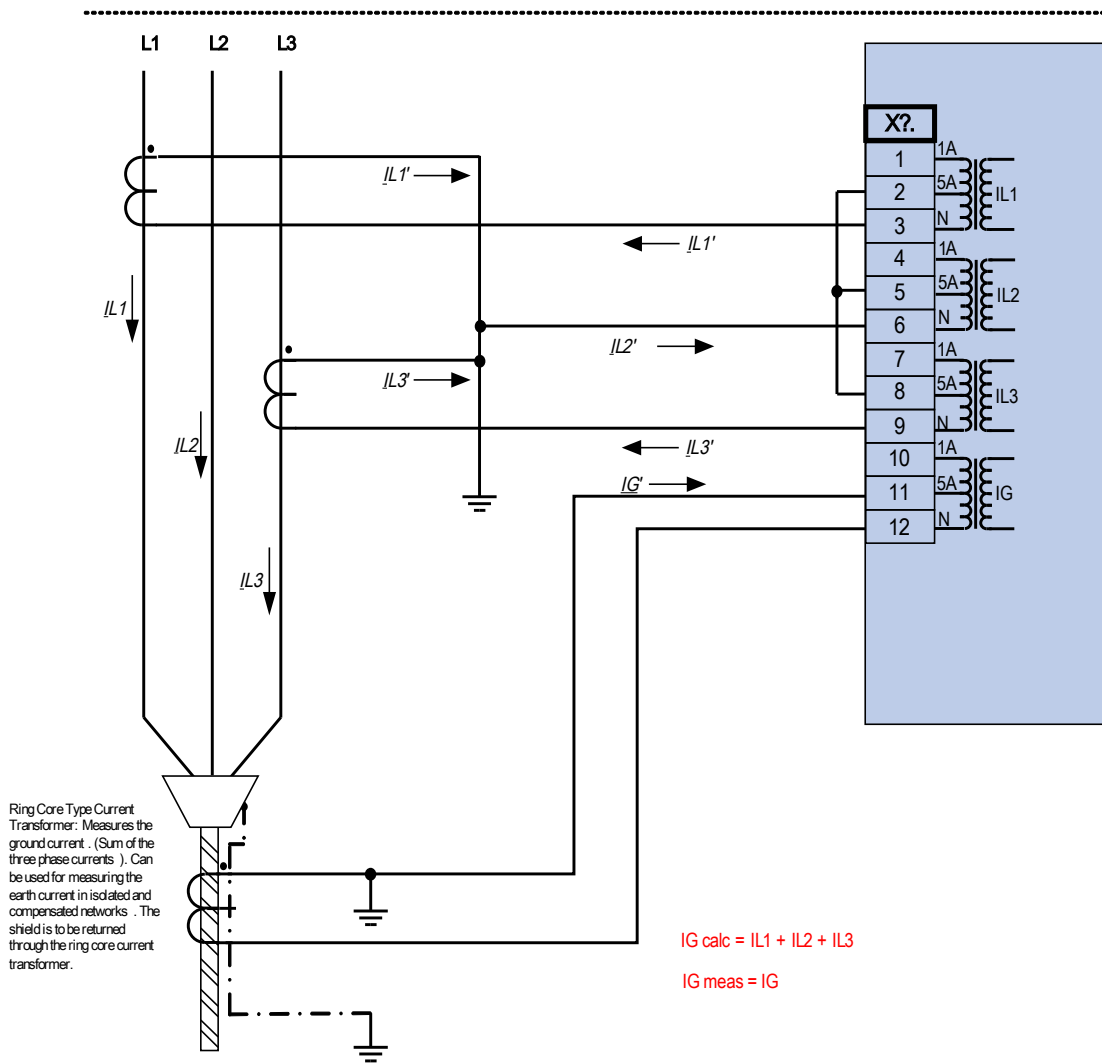 L1 L2 L3
X?.
1 1A
2 5A IL1
3 N
4 1A
5 5A IL2
6 N
7 1A
8 5A IL3
9 N
10 1A
11 5A IG
12 N
IL1'
IL1'
IL1
IL2'
IL3'
IL2
IL3'
IG'
IL3
Ring Core Type Current
Transformer: Measures the
ground current . (Sum of the
three phase currents ). Can
be used for measuring the
earth current in isolated and
compensated networks . The
shield is to be returned
through the ring core current
transformer.
IG calc = IL1 + IL2 + IL3
IG meas = IG